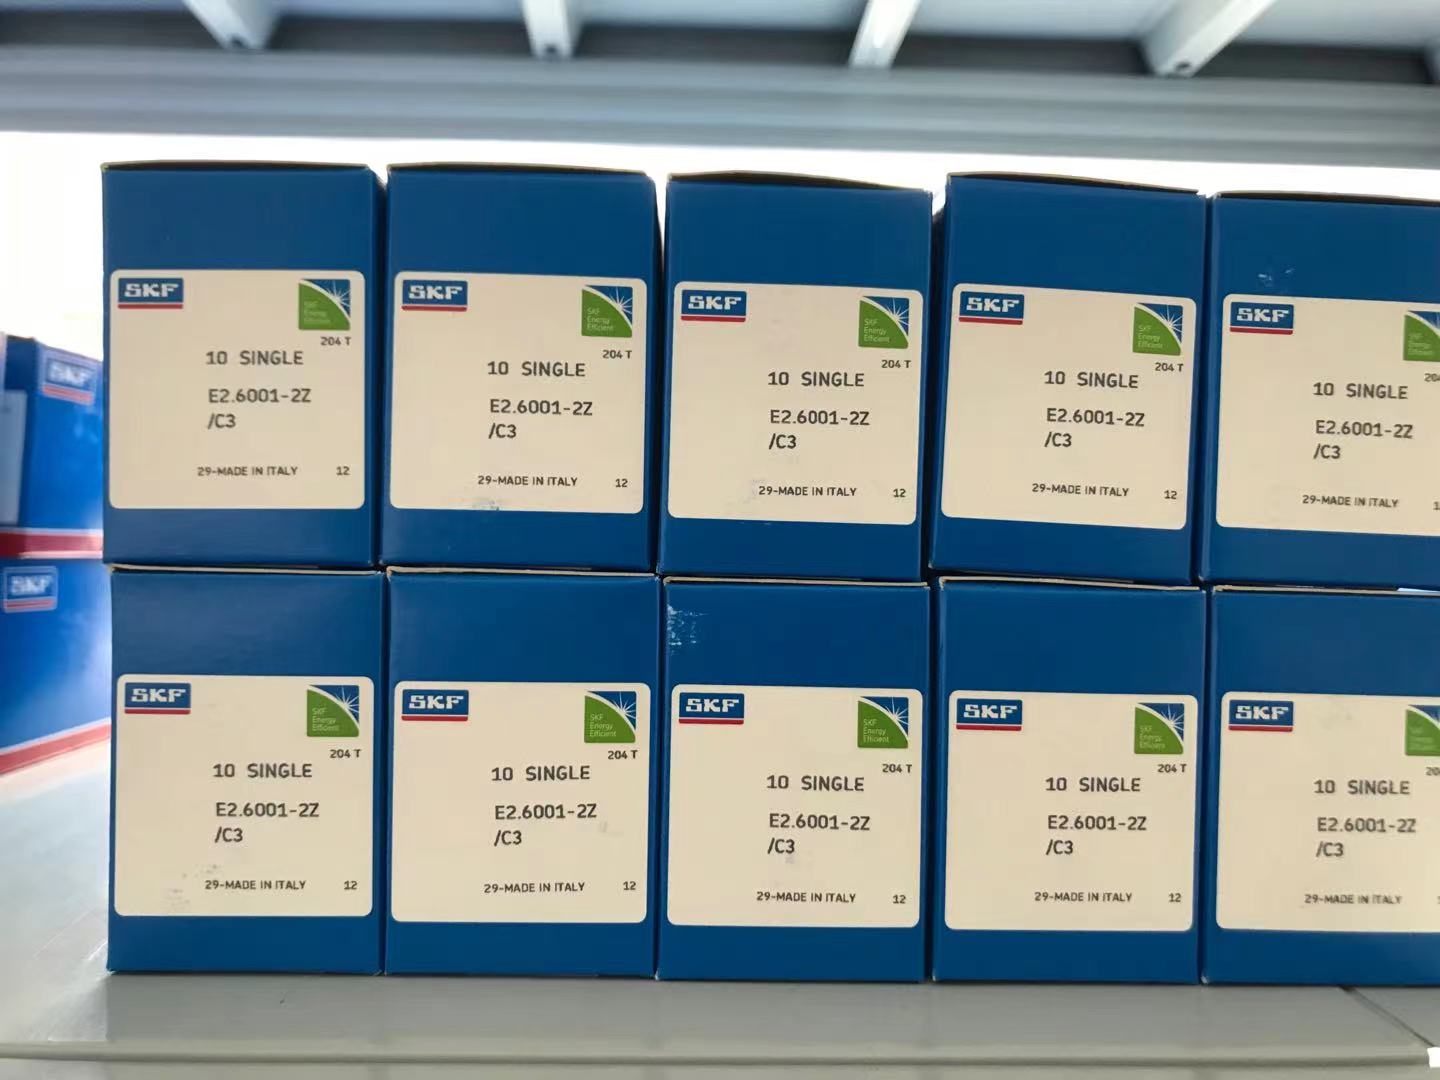 SKF
SKF Energy Efficient
204 T
10 SINGLE
E2.6001-2Z
/C3
29-MADE IN ITALY 12
SKF
SKF Energy Efficient
204 T
10 SINGLE
E2.6001-2Z
/C3
29-MADE IN ITALY 12
SKF
SKF Energy Efficient
204 T
10 SINGLE
E2.6001-2Z
/C3
29-MADE IN ITALY 12
SKF
SKF Energy Efficient
204 T
10 SINGLE
E2.6001-2Z
/C3
29-MADE IN ITALY 12
SKF
10 SINGLE
E2.6001-2Z
/C3
29-MADE IN ITALY
SKF
SKF
SKF
SKF Energy Efficient
204 T
10 SINGLE
E2.6001-2Z
/C3
29-MADE IN ITALY 12
SKF
SKF Energy Efficient
204 T
10 SINGLE
E2.6001-2Z
/C3
29-MADE IN ITALY 12
SKF
SKF Energy Efficient
204 T
10 SINGLE
E2.6001-2Z
/C3
29-MADE IN ITALY 12
SKF
SKF Energy Efficient
204 T
10 SINGLE
E2.6001-2Z
/C3
29-MADE IN ITALY 12
SKF
10 SINGLE
E2.6001-2Z
/C3
29-MADE IN ITALY